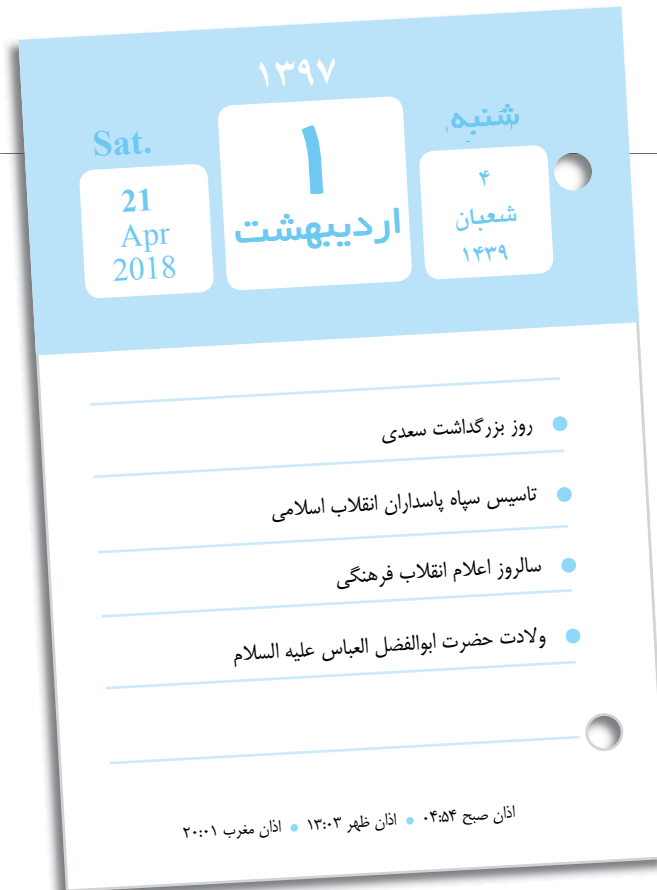 ۱۳۹۷
شنبه
۴
شعبان
۱۴۳۹
۱
اردیبهشت
Sat.
21
Apr
2018
روز بزرگداشت سعدی
تاسیس سپاه پاسداران انقلاب اسلامی
سالروز اعلام انقلاب فرهنگی
ولادت حضرت ابوالفضل العباس علیه السلام
اذان صبح ۰۴:۵۴ • اذان ظهر ۱۳:۰۳ • اذان مغرب ۲۰:۰۱